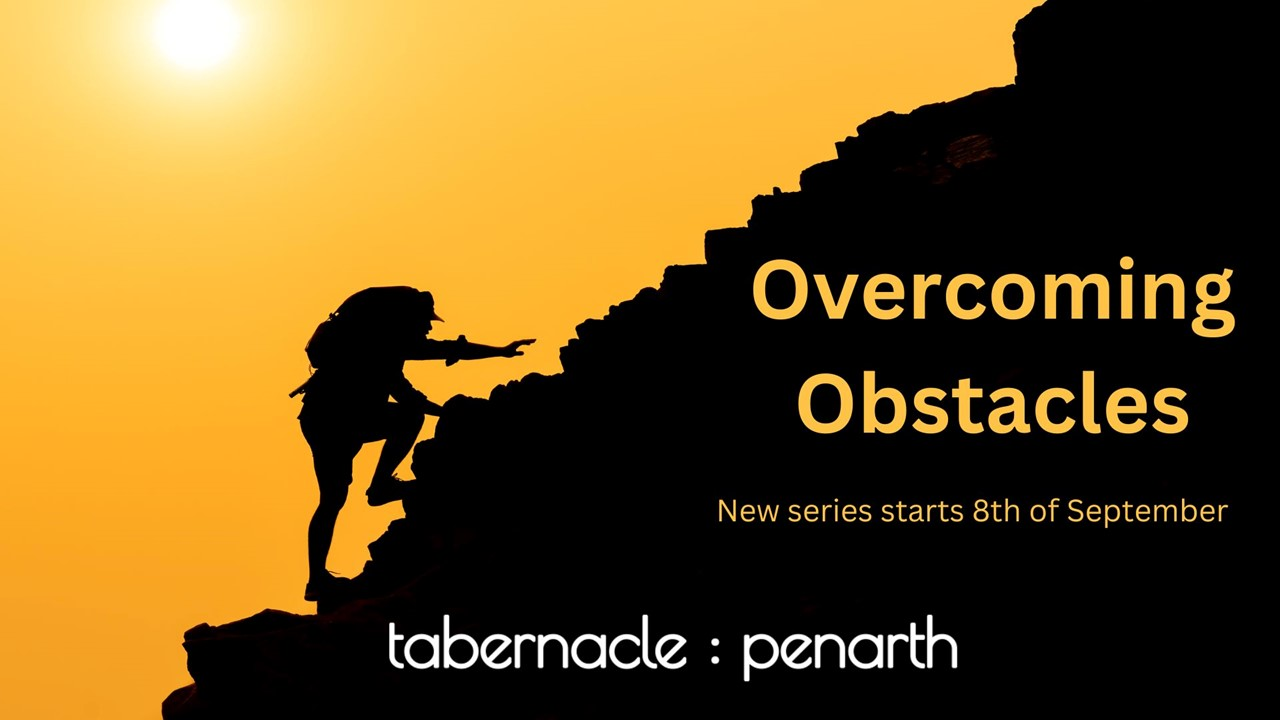 Overcoming
Obstacles
New series starts 8th of September
tabernacle : penarth